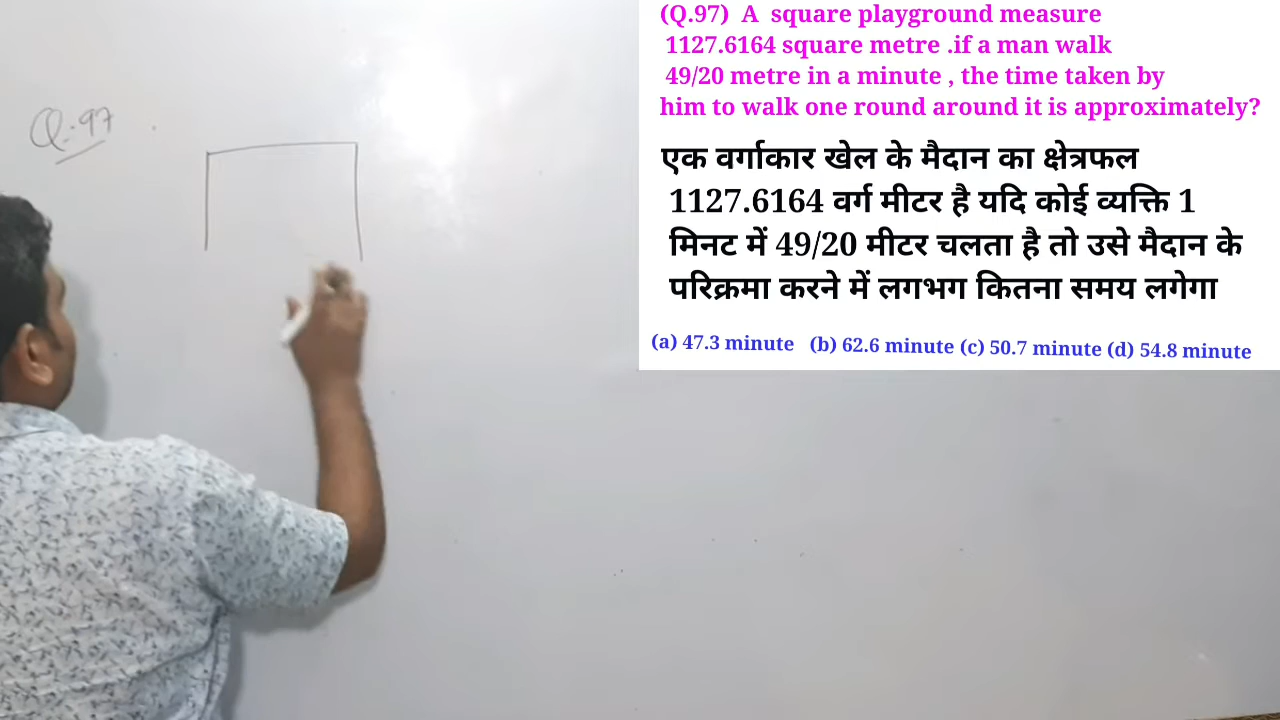 Q.97
(Q.97) A square playground measure
1127.6164 square metre .if a man walk
49/20 metre in a minute , the time taken by
him to walk one round around it is approximately?
एक वर्गाकार खेल के मैदान का क्षेत्रफल
1127.6164 वर्ग मीटर है यदि कोई व्यक्ति 1
मिनट में 49/20 मीटर चलता है तो उसे मैदान के
परिक्रमा करने में लगभग कितना समय लगेगा
(a) 47.3 minute (b) 62.6 minute (c) 50.7 minute (d) 54.8 minute